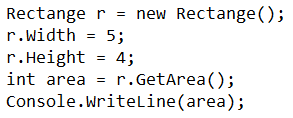 Rectange r = new Rectange();
r.Width = 5;
r.Height = 4;
int area = r.GetArea();
Console.WriteLine(area);